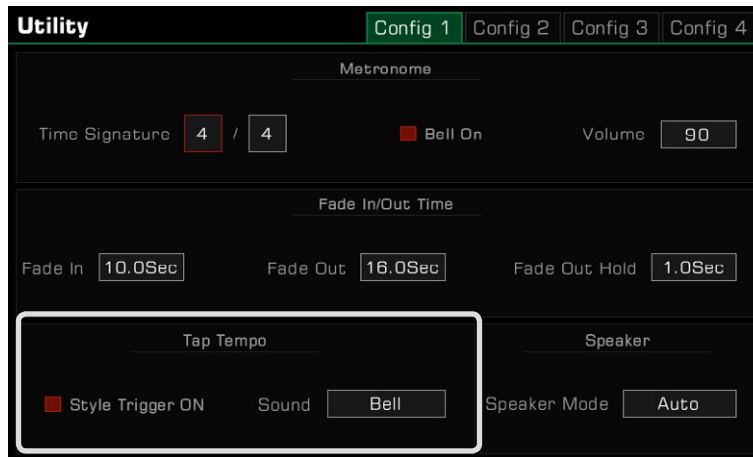 Utility Config 1 Config 2 Config 3 Config 4
Metronome
Time Signature 4 / 4 Bell On Volume 90
Fade In/Out Time
Fade In 10.0Sec Fade Out 16.0Sec Fade Out Hold 1.0Sec
Tap Tempo Speaker
Style Trigger ON Sound Bell Speaker Mode Auto